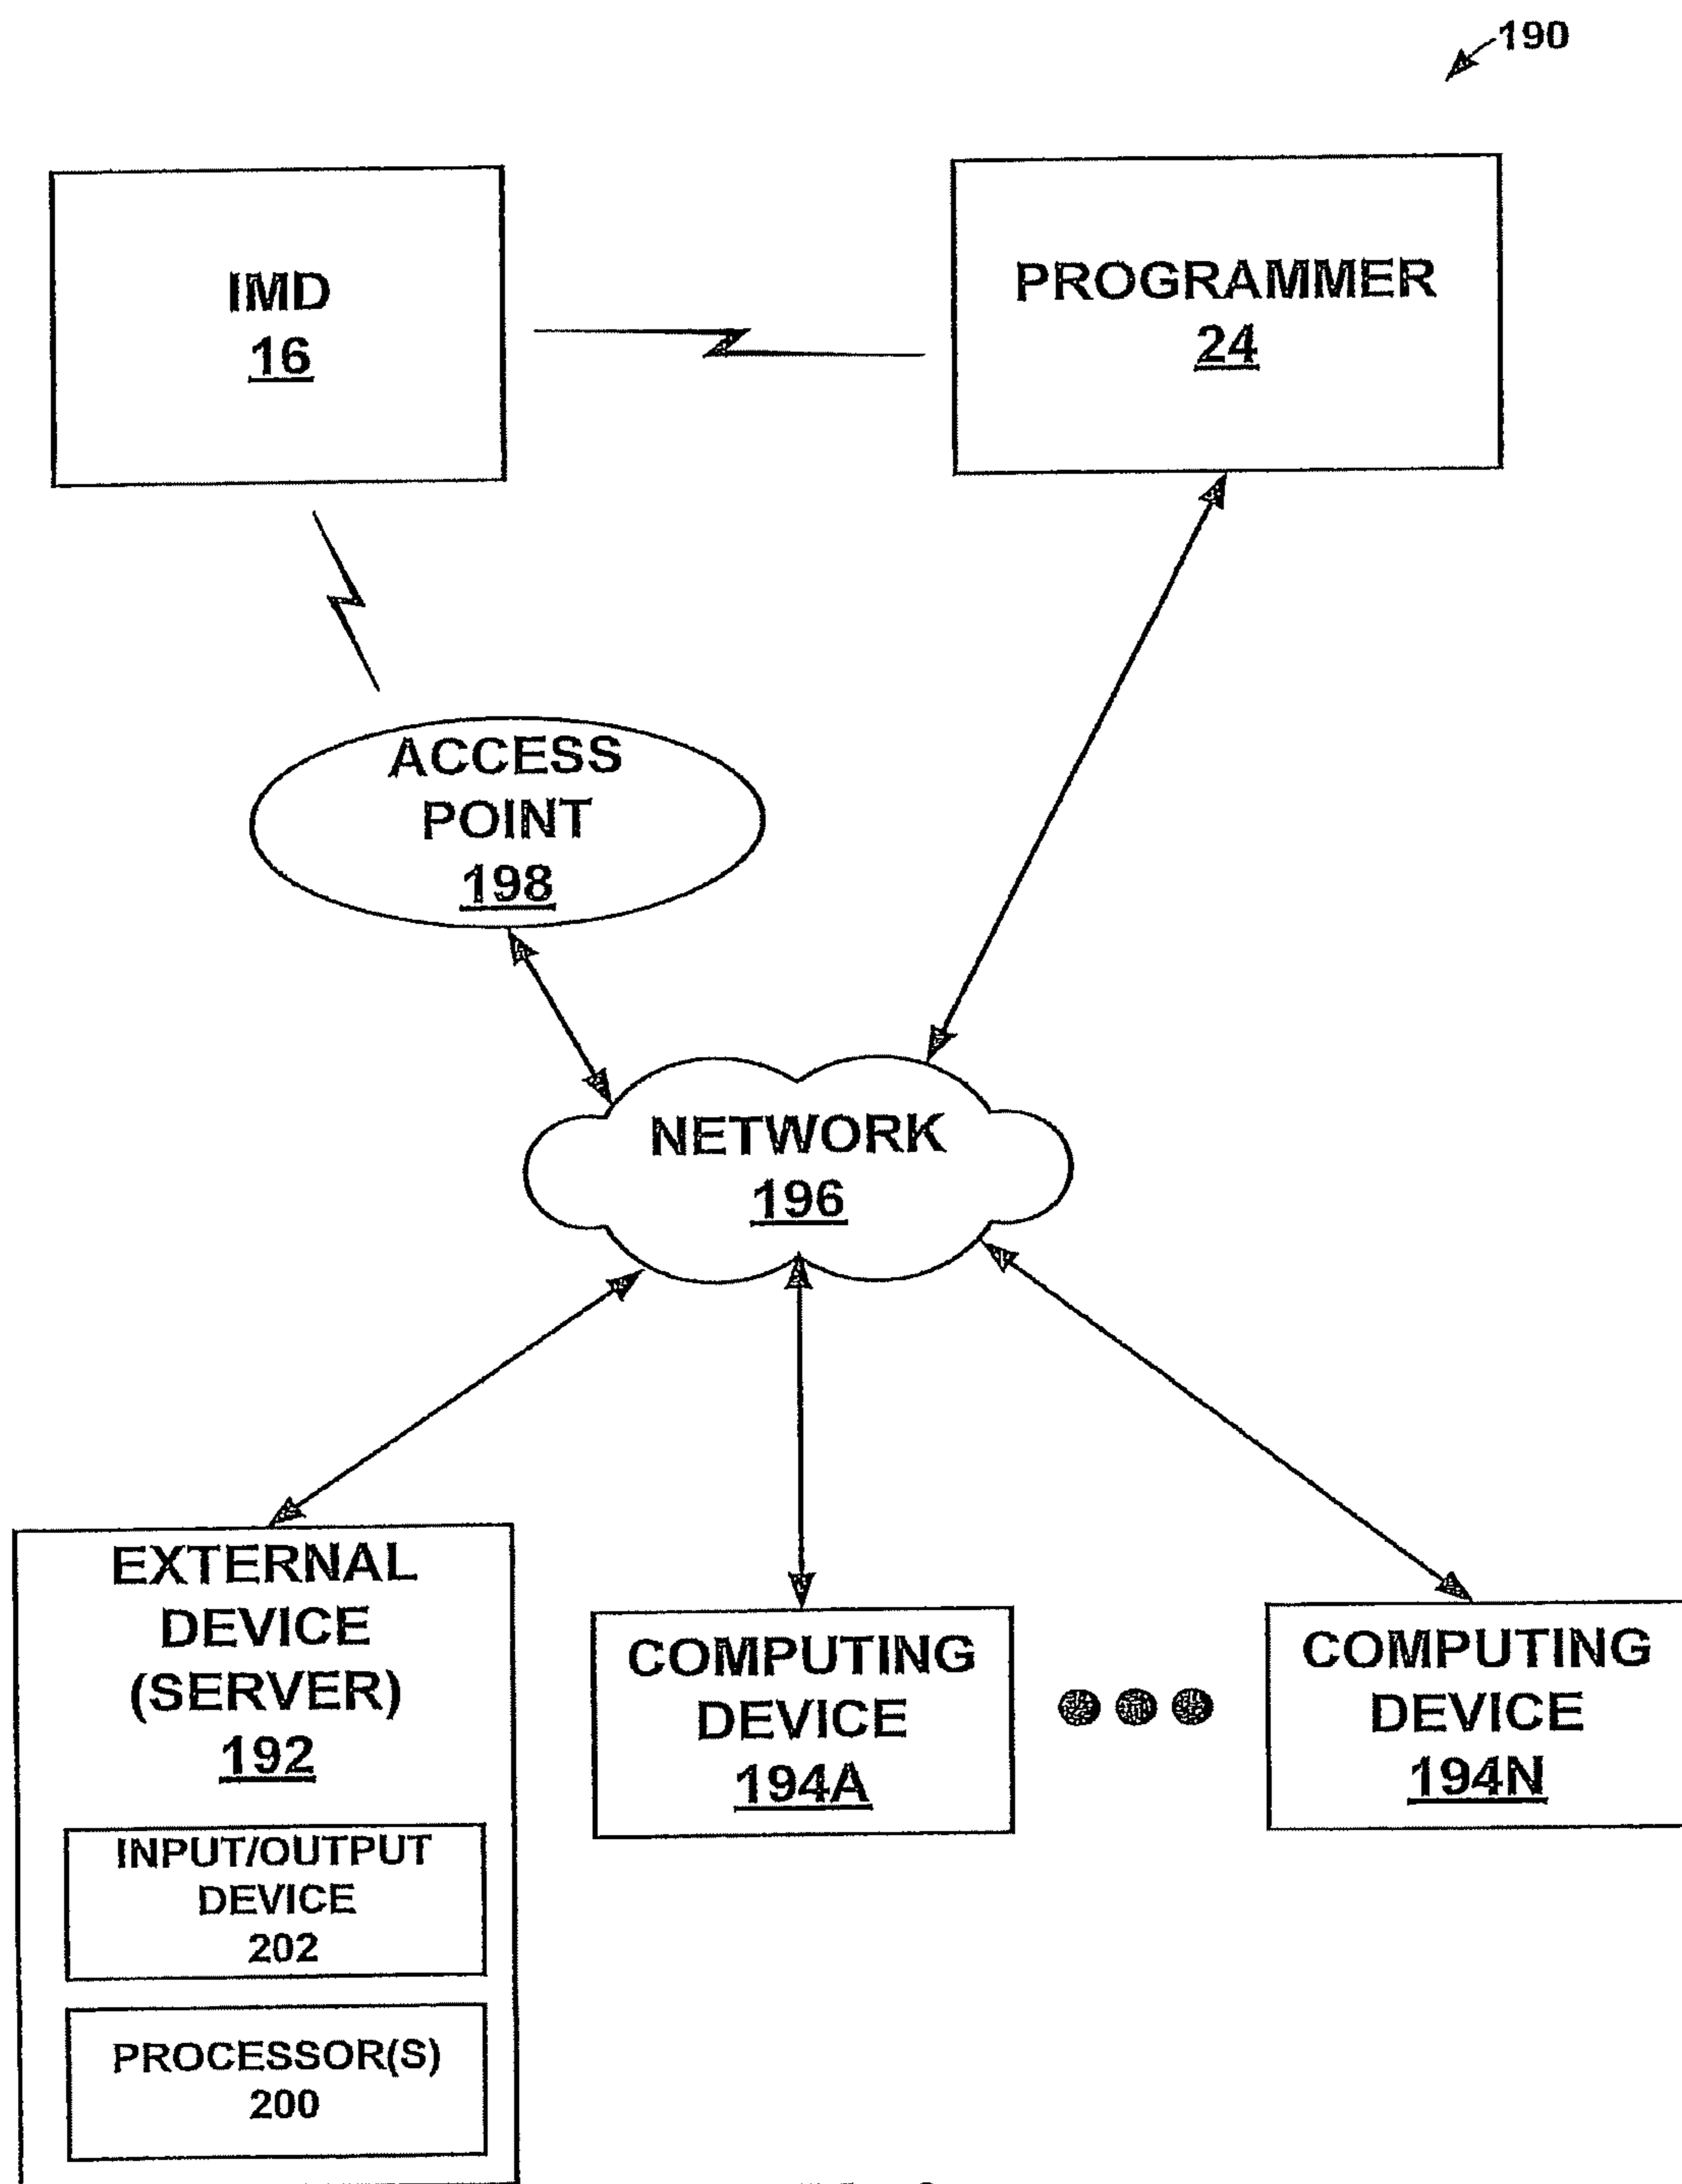 190
IMD
16
PROGRAMMER
24
ACCESS
POINT
198
NETWORK
196
EXTERNAL
DEVICE
(SERVER)
192
INPUT/OUTPUT
DEVICE
202
PROCESSOR(S)
200
COMPUTING
DEVICE
194A
COMPUTING
DEVICE
194N